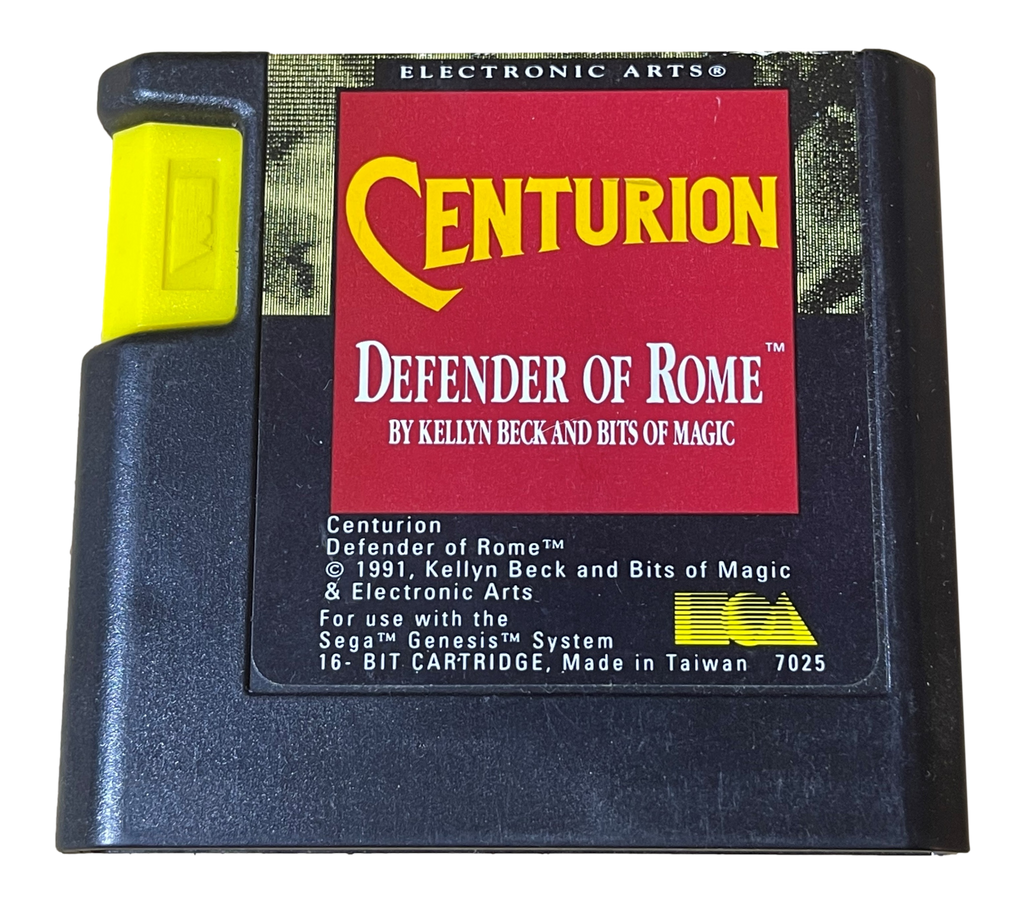 ELECTRONIC ARTS®
CENTURION
DEFENDER OF ROME™
BY KELLYN BECK AND BITS OF MAGIC
Centurion
Defender of Rome™
© 1991, Kellyn Beck and Bits of Magic
& Electronic Arts
For use with the
Sega™ Genesis™ System
16- BIT CARTRIDGE, Made in Taiwan 7025
EA